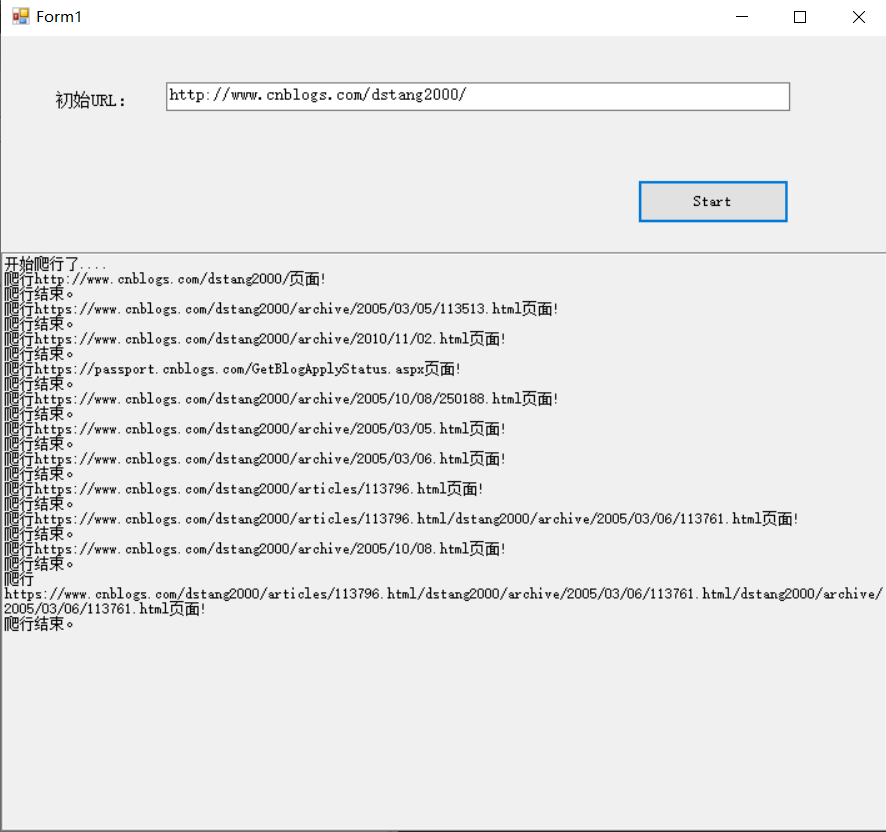 Form1
初始URL：
http://www.cnblogs.com/dstang2000/
Start
开始爬行了....
爬行http://www.cnblogs.com/dstang2000/页面!
爬行结束。
爬行https://www.cnblogs.com/dstang2000/archive/2005/03/05/113513.html页面!
爬行结束。
爬行https://www.cnblogs.com/dstang2000/archive/2010/11/02.html页面!
爬行结束。
爬行https://passport.cnblogs.com/GetBlogApplyStatus.aspx页面!
爬行结束。
爬行https://www.cnblogs.com/dstang2000/archive/2005/10/08/250188.html页面!
爬行结束。
爬行https://www.cnblogs.com/dstang2000/archive/2005/03/05.html页面!
爬行结束。
爬行https://www.cnblogs.com/dstang2000/archive/2005/03/06.html页面!
爬行结束。
爬行https://www.cnblogs.com/dstang2000/articles/113796.html页面!
爬行结束。
爬行https://www.cnblogs.com/dstang2000/articles/113796.html/dstang2000/archive/2005/03/06/113761.html页面!
爬行结束。
爬行https://www.cnblogs.com/dstang2000/archive/2005/10/08.html页面!
爬行结束。
爬行
https://www.cnblogs.com/dstang2000/articles/113796.html/dstang2000/archive/2005/03/06/113761.html/dstang2000/archive/
2005/03/06/113761.html页面!
爬行结束。